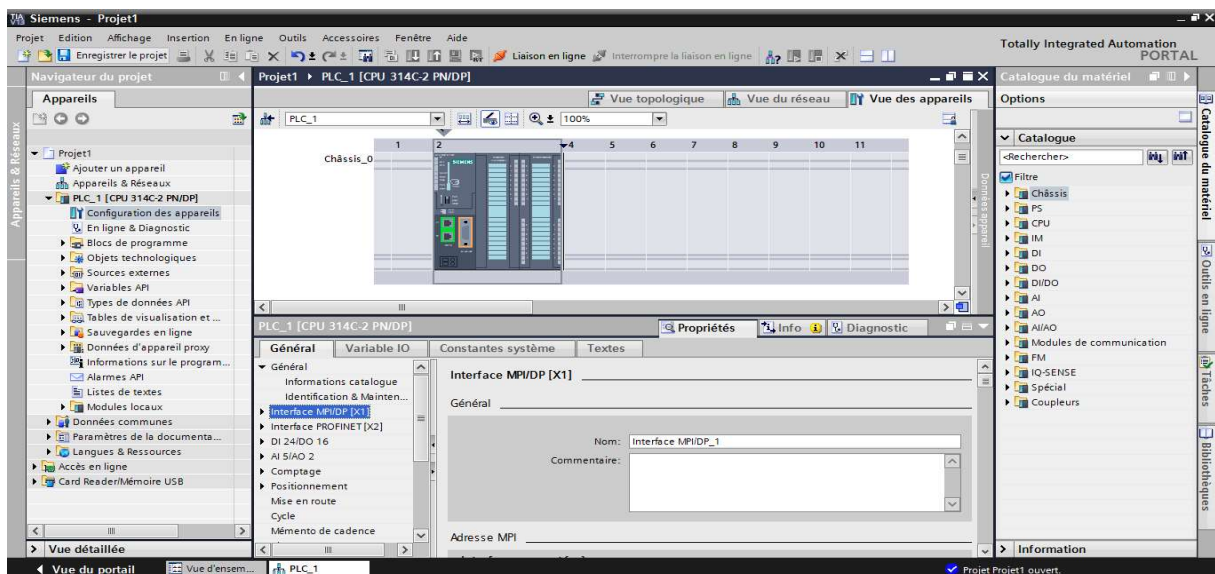 Siemens - Projet1
Projet Edition Affichage Insertion En ligne Outils Accessoires Fenêtre Aide
Enregistrer le projet Liaison en ligne Interrompre la liaison en ligne
Totally Integrated Automation
PORTAL
Navigateur du projet
Appareils
Projet1
Ajouter un appareil
Appareils & Réseaux
PLC_1 [CPU 314C-2 PN/DP]
Configuration des appareils
En ligne & Diagnostic
Blocs de programme
Objets technologiques
Sources externes
Variables API
Types de données API
Tables de visualisation et ...
Sauvegardes en ligne
Données d'appareil proxy
Informations sur le program...
Alarmes API
Listes de textes
Modules locaux
Données communes
Paramètres de la documenta...
Langues & Ressources
Accès en ligne
Card Reader/Mémoire USB
Vue détaillée
Appareils & Réseaux
Projet1 PLC_1 [CPU 314C-2 PN/DP]
Vue topologique Vue du réseau Vue des appareils
PLC_1 100%
1 2 4 5 6 7 8 9 10 11
Châssis_0
SIEMENS
Données appareil
PLC_1 [CPU 314C-2 PN/DP]
Propriétés Info Diagnostic
Général Variable IO Constantes système Textes
Général
Informations catalogue
Identification & Mainten...
Interface MPI/DP [X1]
Interface PROFINET [X2]
DI 24/DO 16
AI 5/AO 2
Comptage
Positionnement
Mise en route
Cycle
Mémento de cadence
Interface MPI/DP [X1]
Général
Nom: Interface MPI/DP_1
Commentaire:
Adresse MPI
Catalogue du matériel
Options
Catalogue
<Rechercher>
Filtre
Châssis
PS
CPU
IM
DI
DO
DI/DO
AI
AO
AI/AO
Modules de communication
FM
IQ-SENSE
Spécial
Coupleurs
Information
Catalogue du matériel
Outils en ligne
Tâches
Bibliothèques
Vue du portail Vue d'ensem... PLC_1
Projet Projet1 ouvert.